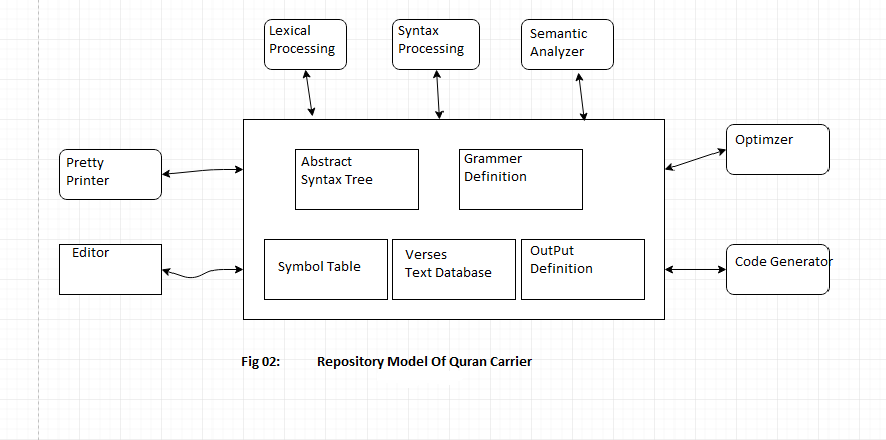 Lexical
Processing
Syntax
Processing
Semantic
Analyzer
Optimzer
Pretty
Printer
Abstract
Syntax Tree
Grammer
Definition
Editor
Symbol Table
Verses
Text Database
OutPut
Definition
Code Generator
Fig 02: Repository Model Of Quran Carrier